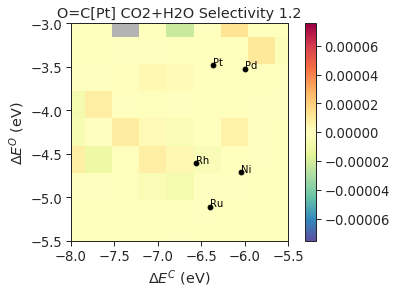 O=C[Pt] CO2+H2O Selectivity 1.2
−3.0
−3.5
−4.0
−4.5
−5.0
−5.5
ΔE^O (eV)
−8.0 −7.5 −7.0 −6.5 −6.0 −5.5
ΔE^C (eV)
Pt
Pd
Rh
Ni
Ru
0.00006
0.00004
0.00002
0.00000
−0.00002
−0.00004
−0.00006